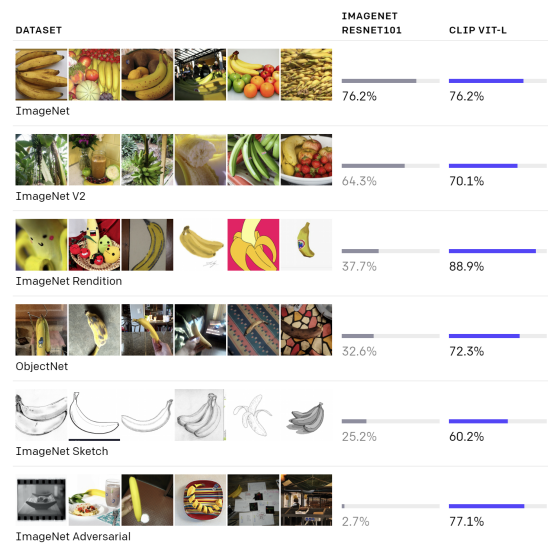 DATASET
IMAGENET
RESNET101
CLIP VIT-L
76.2%
76.2%
ImageNet
64.3%
70.1%
ImageNet V2
37.7%
88.9%
ImageNet Rendition
32.6%
72.3%
ObjectNet
25.2%
60.2%
ImageNet Sketch
2.7%
77.1%
ImageNet Adversarial